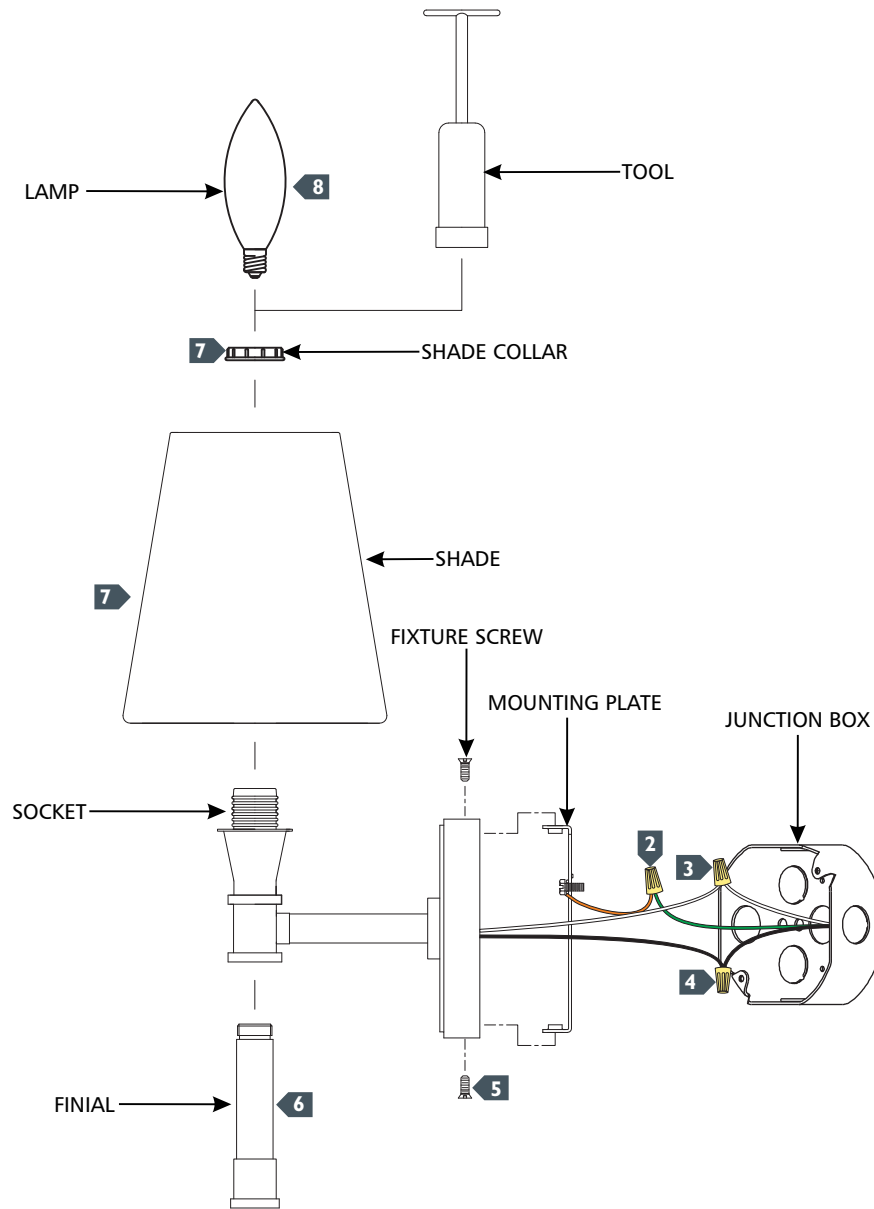 TOOL
LAMP
8
7
SHADE COLLAR
SHADE
7
FIXTURE SCREW
MOUNTING PLATE
JUNCTION BOX
SOCKET
2
3
4
5
FINIAL
6